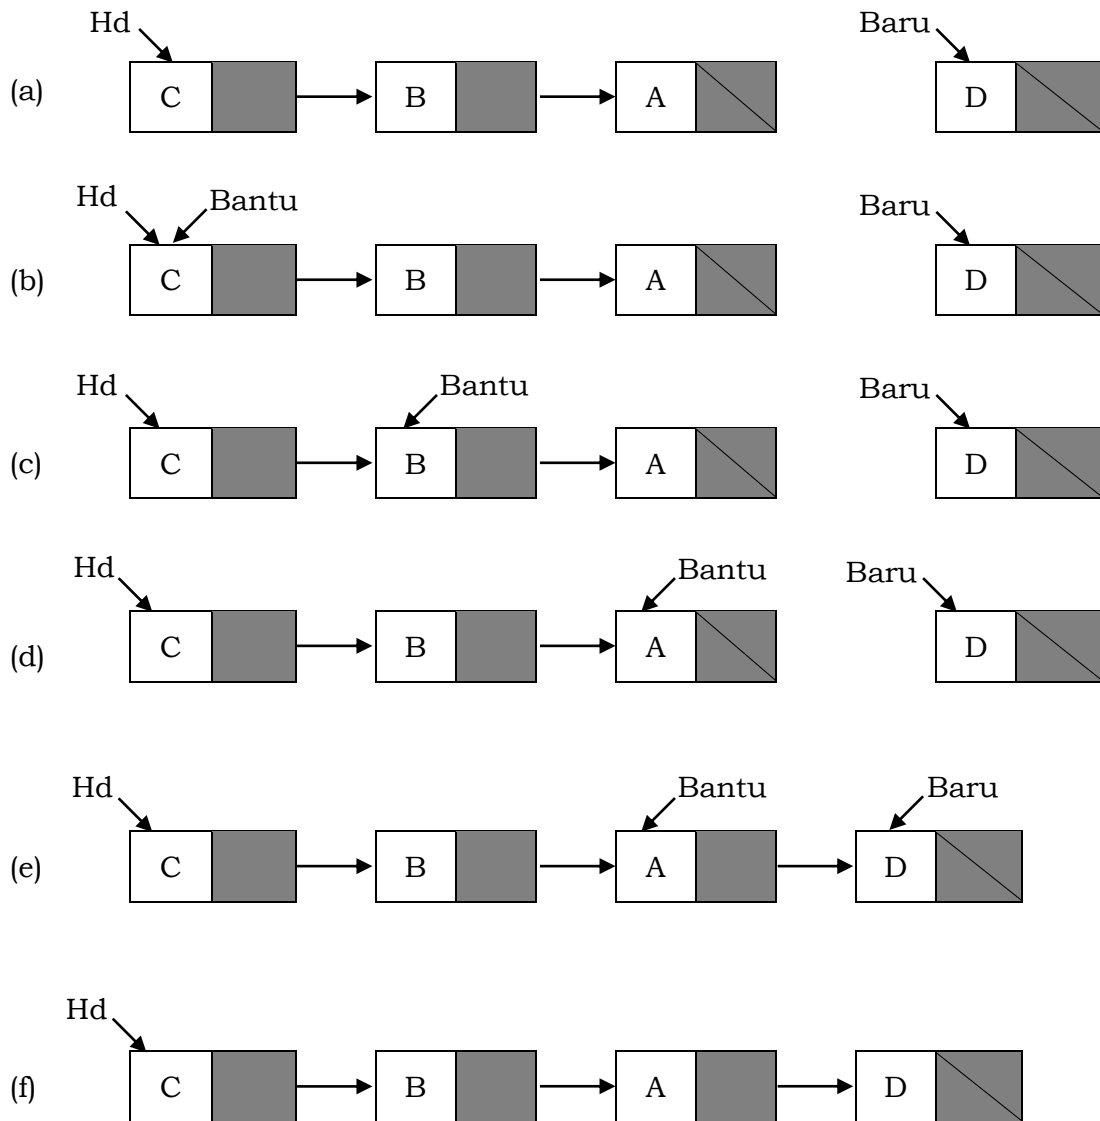 Hd Baru
(a) C B A D
Hd Bantu Baru
(b) C B A D
Hd Bantu Baru
(c) C B A D
Hd Bantu Baru
(d) C B A D
Hd Bantu Baru
(e) C B A D
Hd
(f) C B A D